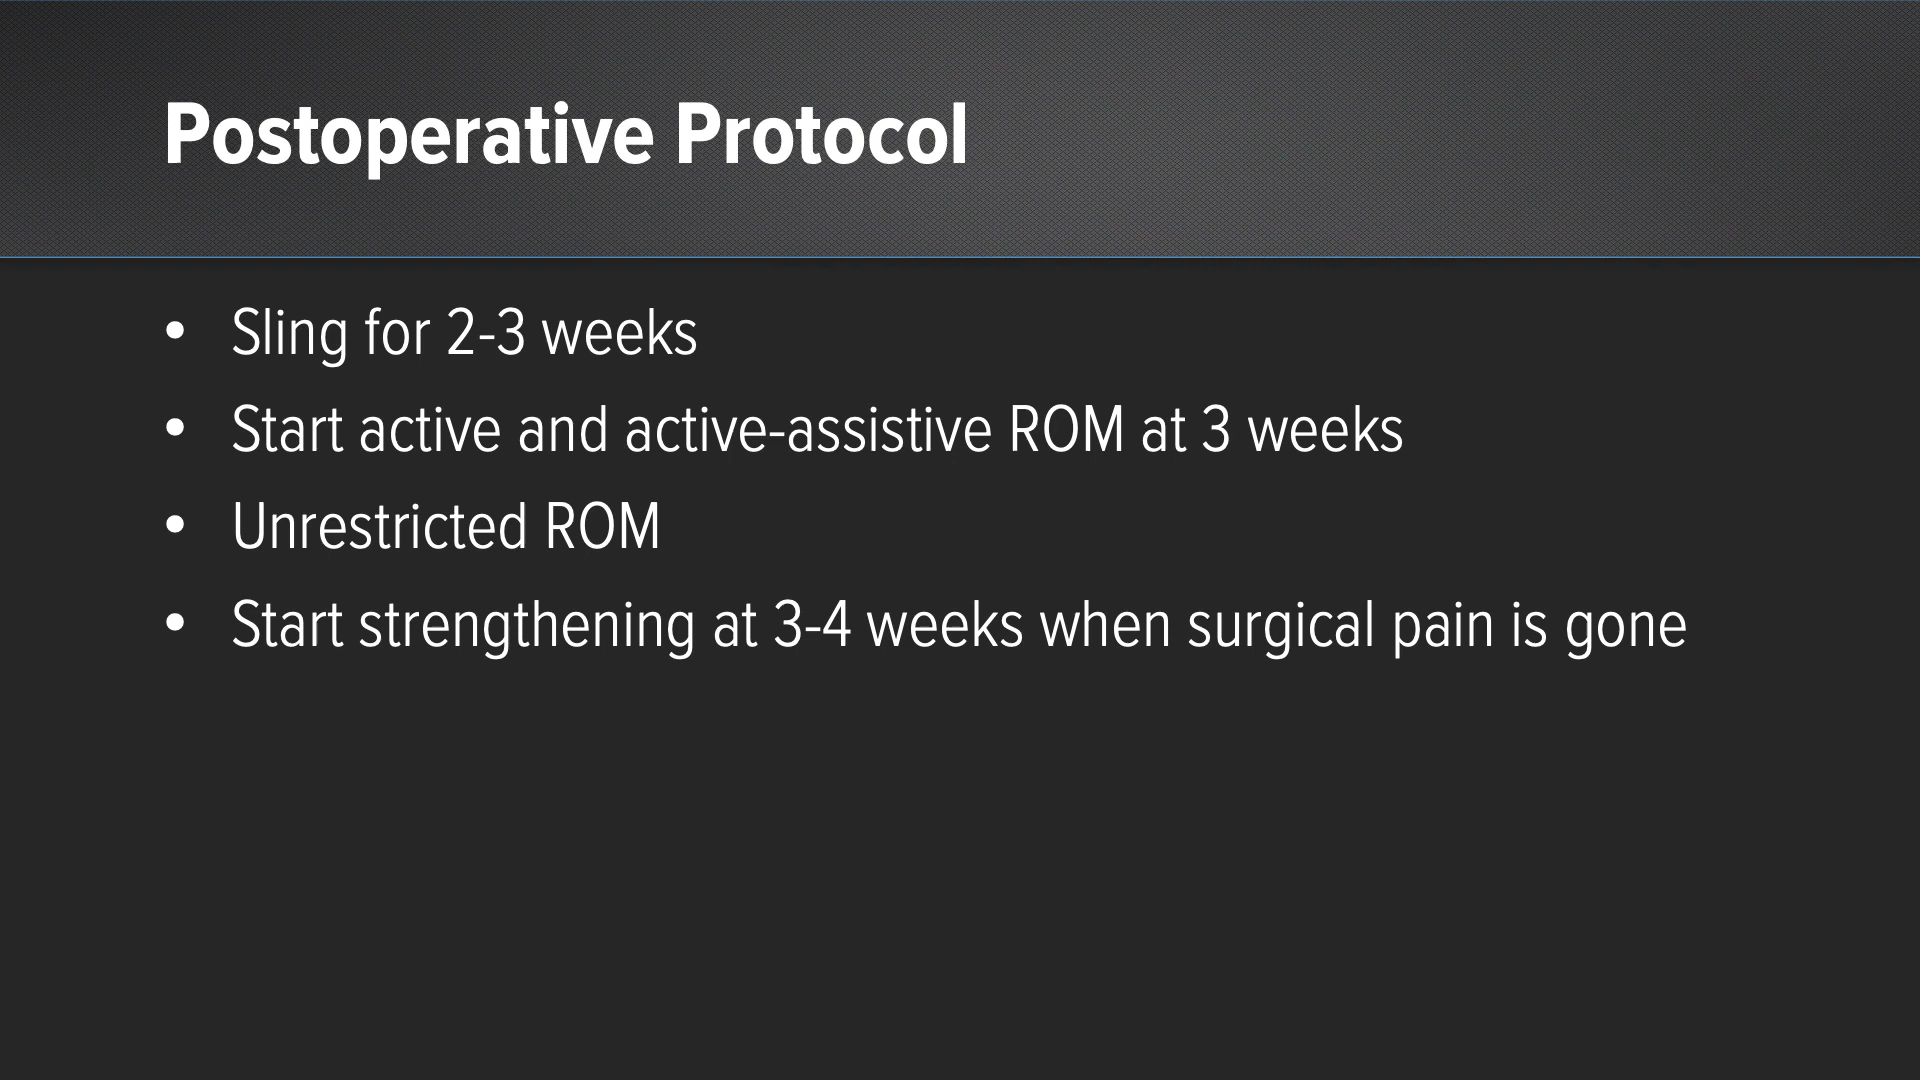 Postoperative Protocol
• Sling for 2-3 weeks
• Start active and active-assistive ROM at 3 weeks
• Unrestricted ROM
• Start strengthening at 3-4 weeks when surgical pain is gone